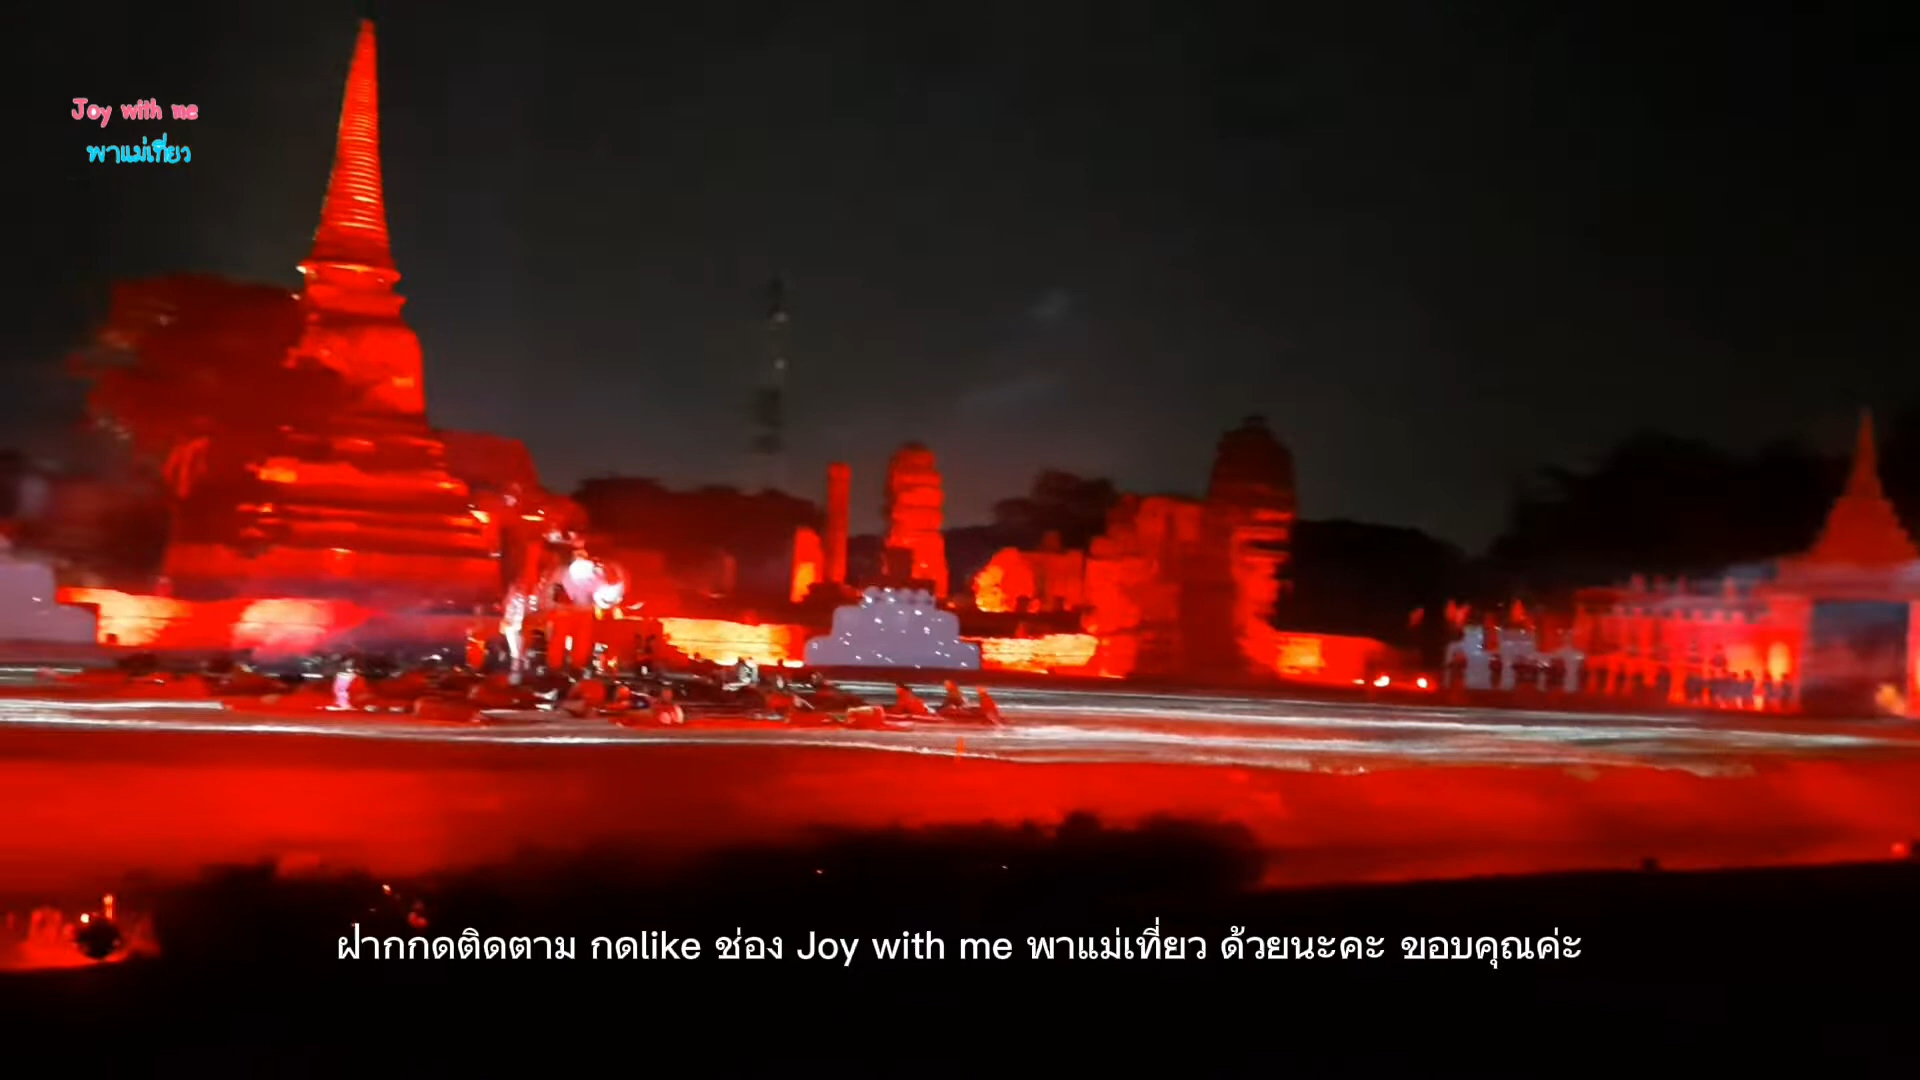 Joy with me
พาแม่เที่ยว
ฝากกดติดตาม กดlike ช่อง Joy with me พาแม่เที่ยว ด้วยนะคะ ขอบคุณค่ะ